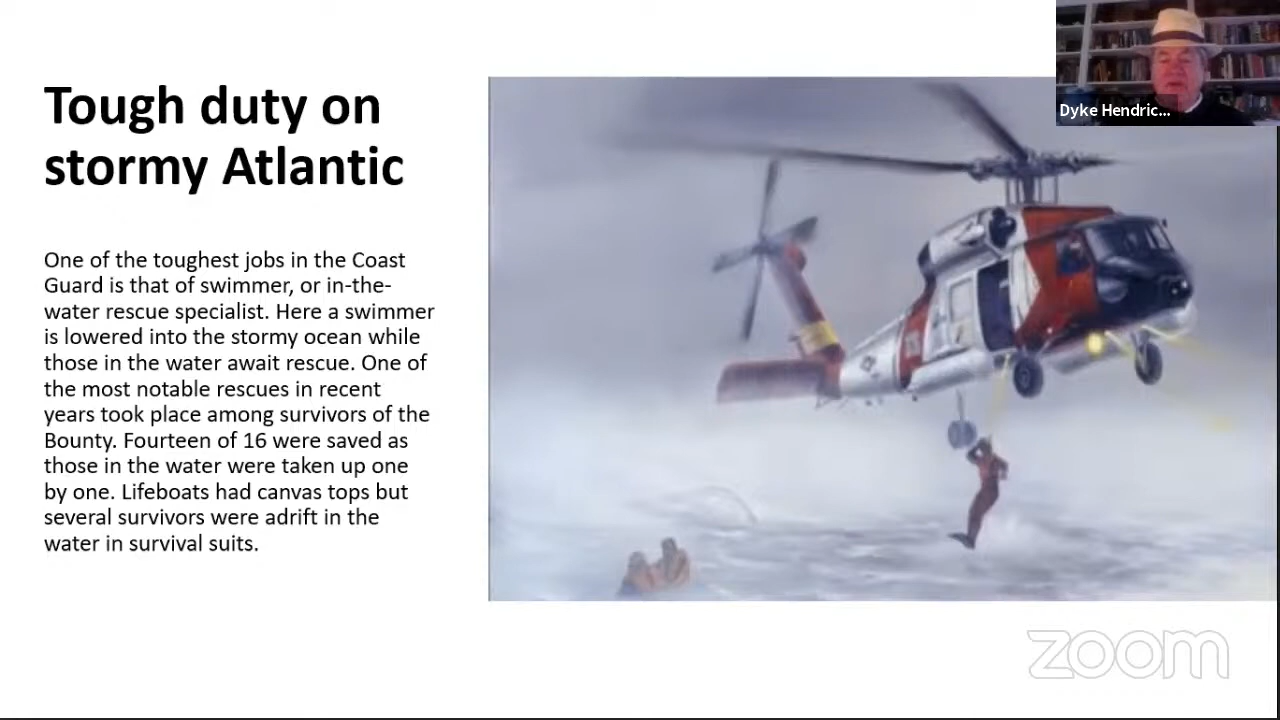 Tough duty on
stormy Atlantic
One of the toughest jobs in the Coast
Guard is that of swimmer, or in-the-
water rescue specialist. Here a swimmer
is lowered into the stormy ocean while
those in the water await rescue. One of
the most notable rescues in recent
years took place among survivors of the
Bounty. Fourteen of 16 were saved as
those in the water were taken up one
by one. Lifeboats had canvas tops but
several survivors were adrift in the
water in survival suits.
Dyke Hendric...
zoom